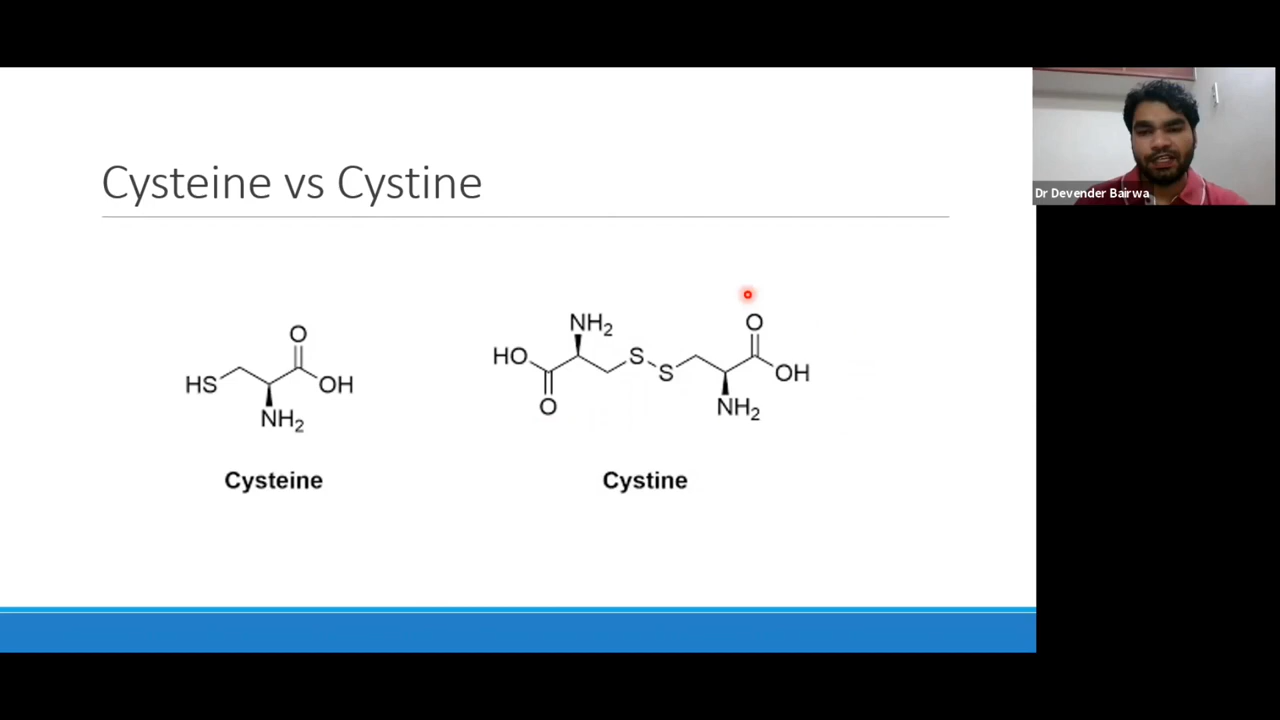 Cysteine vs Cystine
Dr Devender Bairwa
HS
O
OH
NH2
Cysteine
HO
O
NH2
S
S
O
OH
NH2
Cystine